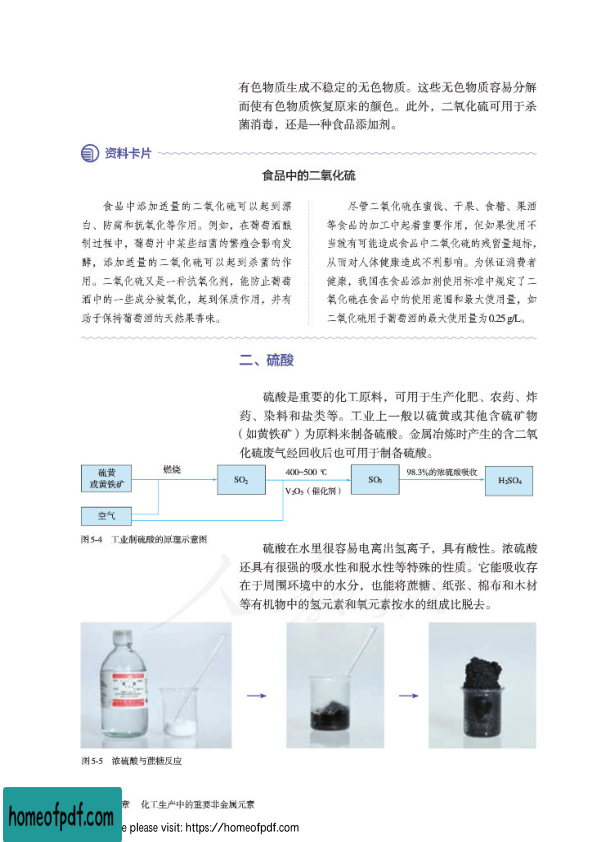 有色物质生成不稳定的无色物质。这些无色物质容易分解
而使有色物质恢复原来的颜色。此外，二氧化硫可用于杀
菌消毒，还是一种食品添加剂。
资料卡片
食品中的二氧化硫
食品中添加适量的二氧化硫可以起到漂
白、防腐和抗氧化等作用。例如，在葡萄酒酿
制过程中，葡萄汁中某些细菌的繁殖会影响发
酵，添加适量的二氧化硫可以起到杀菌的作
用。二氧化硫又是一种抗氧化剂，能防止葡萄
酒中的一些成分被氧化，起到保质作用，并有
助于保持葡萄酒的天然果香味。
尽管二氧化硫在蜜饯、干果、食糖、果酒
等食品的加工中起着重要作用，但如果使用不
当就有可能造成食品中二氧化硫的残留量超标，
从而对人体健康造成不利影响。为保证消费者
健康，我国在食品添加剂使用标准中规定了二
氧化硫在食品中的使用范围和最大使用量，如
二氧化硫用于葡萄酒的最大使用量为0.25 g/L。
二、硫酸
硫酸是重要的化工原料，可用于生产化肥、农药、炸
药、染料和盐类等。工业上一般以硫黄或其他含硫矿物
（如黄铁矿）为原料来制备硫酸。金属冶炼时产生的含二氧
化硫废气经回收后也可用于制备硫酸。
硫黄
或黄铁矿
燃烧
SO₂
400~500 ℃
V₂O₅（催化剂）
SO₃
98.3%的浓硫酸吸收
H₂SO₄
空气
图5-4 工业制硫酸的原理示意图
硫酸在水里很容易电离出氢离子，具有酸性。浓硫酸
还具有很强的吸水性和脱水性等特殊的性质。它能吸收存
在于周围环境中的水分，也能将蔗糖、纸张、棉布和木材
等有机物中的氢元素和氧元素按水的组成比脱去。
图5-5 浓硫酸与蔗糖反应
章 化工生产中的重要非金属元素
homeofpdf.com
e please visit: https://homeofpdf.com